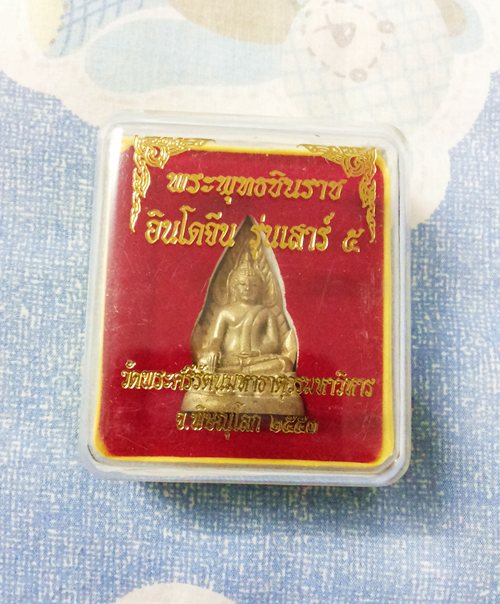 พระพุทธชินราช
อินโดจีน รุ่นเสาร์ ๕
วัดพระศรีรัตนมหาธาตุวรมหาวิหาร
จ.พิษณุโลก ๒๕๕๗